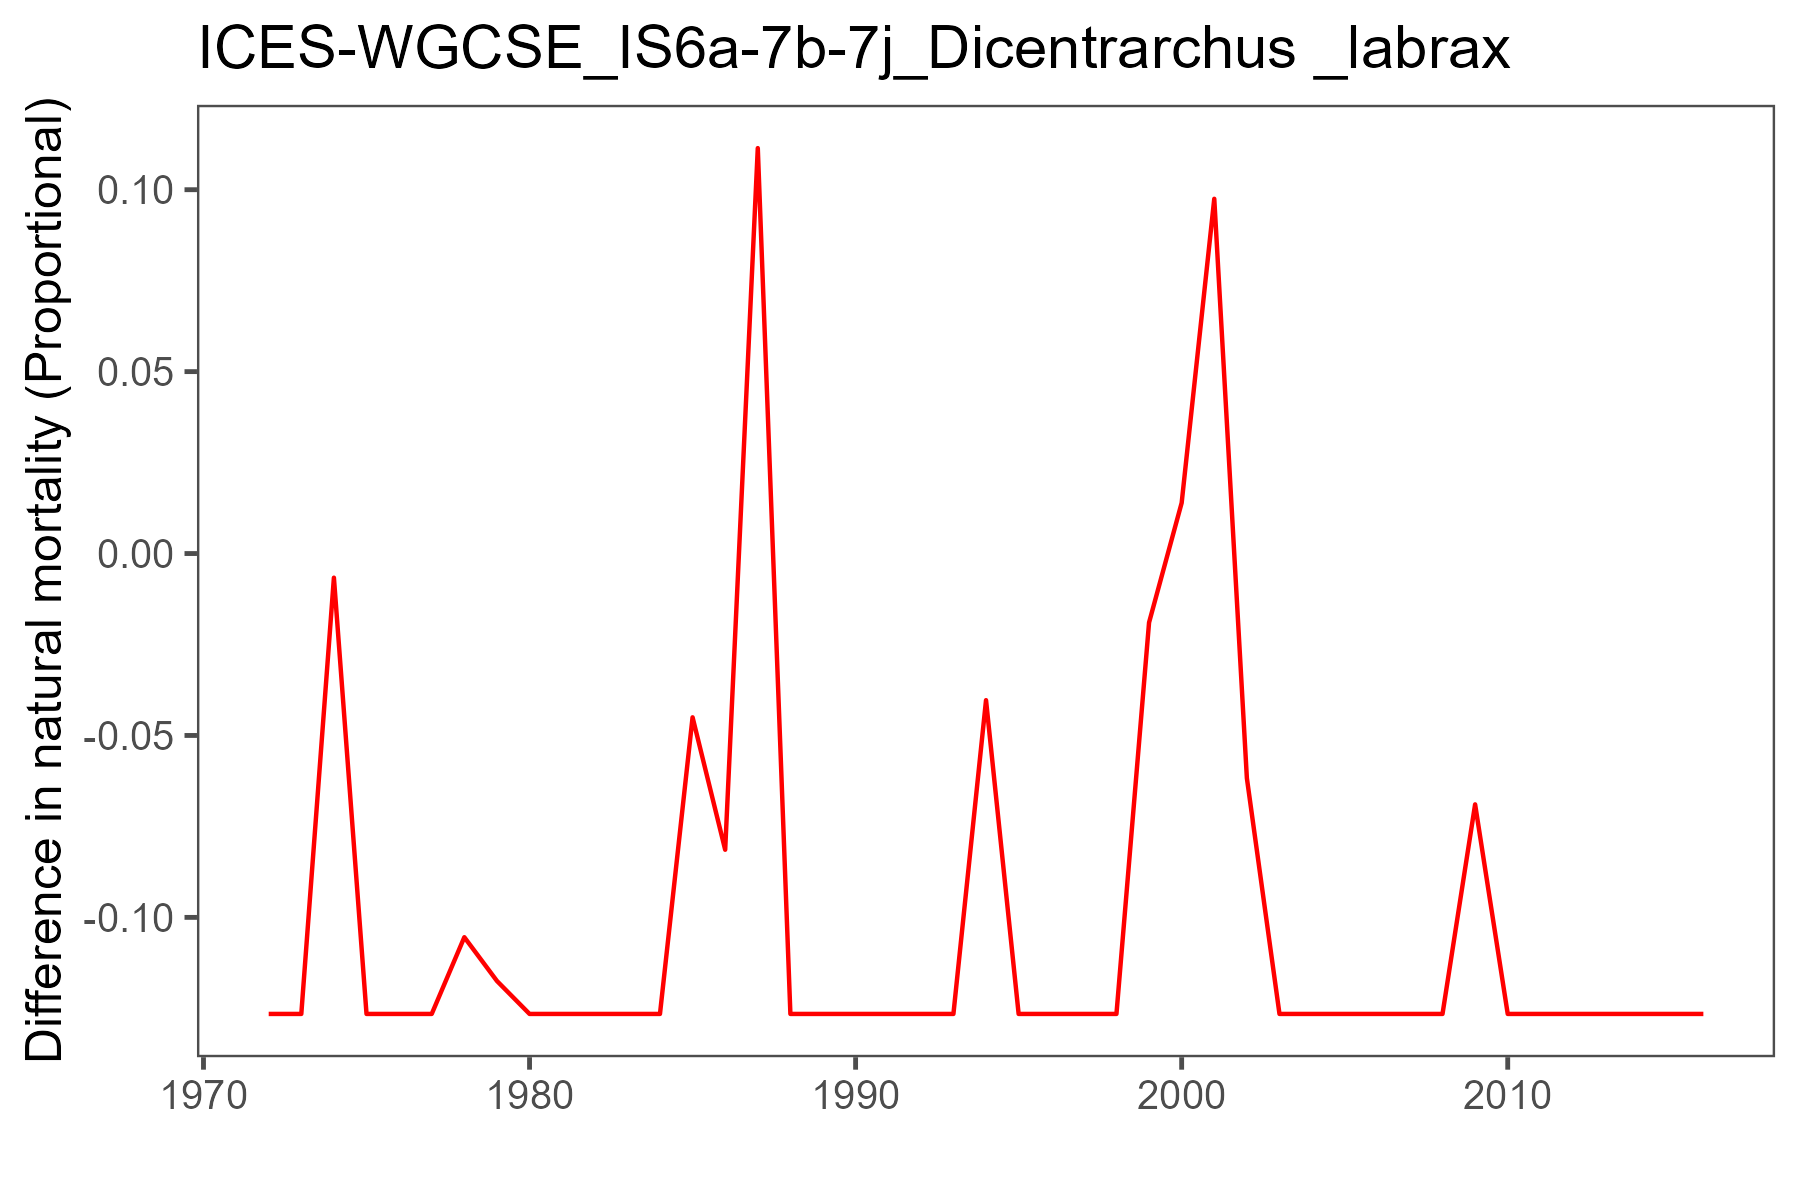 ICES-WGCSE_IS6a-7b-7j_Dicentrarchus _labrax
Difference in natural mortality (Proportional)
0.10
0.05
0.00
-0.05
-0.10
1970 1980 1990 2000 2010